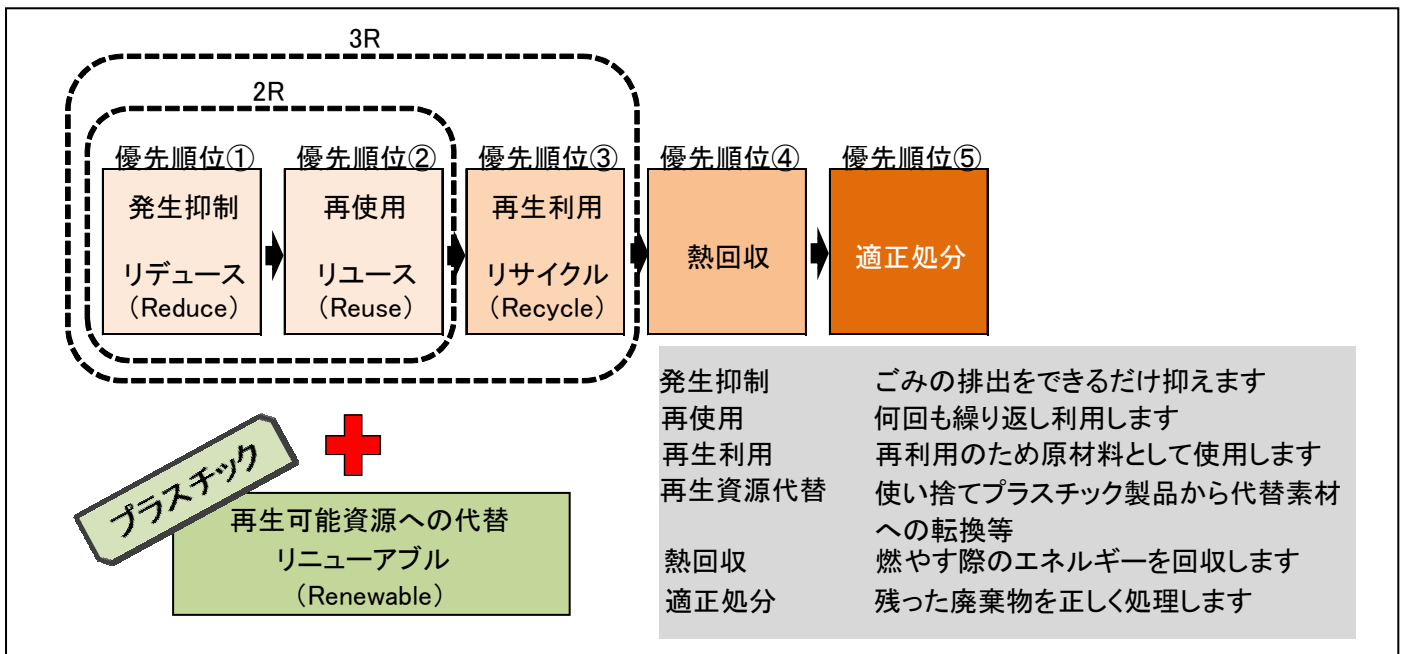 3R
2R
優先順位①
発生抑制
リデュース
（Reduce）
優先順位②
再使用
リユース
（Reuse）
優先順位③
再生利用
リサイクル
（Recycle）
優先順位④
熱回収
優先順位⑤
適正処分
プラスチック
再生可能資源への代替
リニューアブル
（Renewable）
発生抑制 ごみの排出をできるだけ抑えます
再使用 何回も繰り返し利用します
再生利用 再利用のため原材料として使用します
再生資源代替 使い捨てプラスチック製品から代替素材
への転換等
熱回収 燃やす際のエネルギーを回収します
適正処分 残った廃棄物を正しく処理します